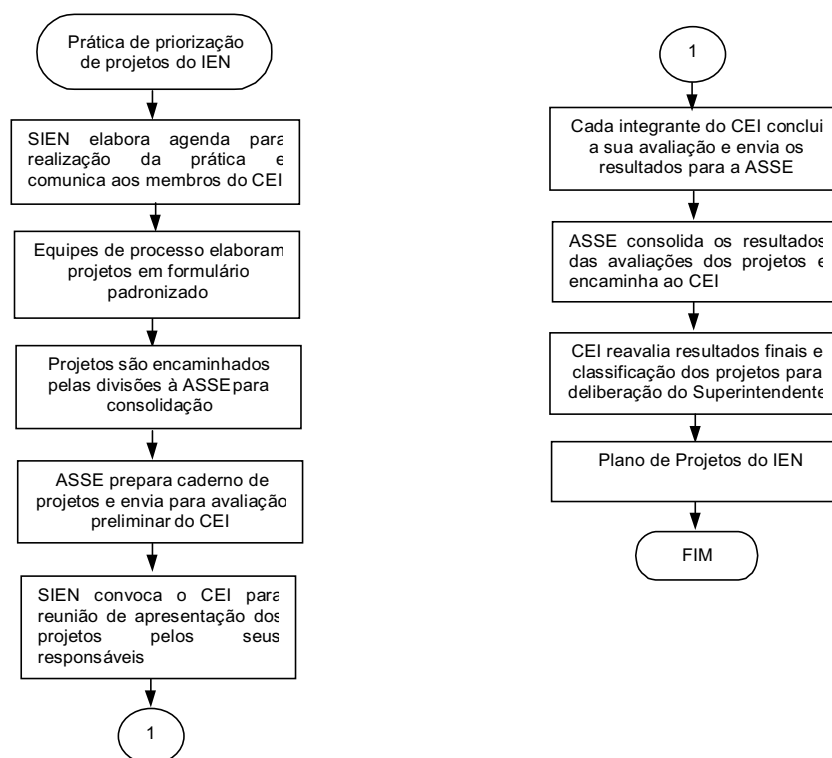 Prática de priorização
de projetos do IEN
SIEN elabora agenda para
realização da prática e
comunica aos membros do CEI
Equipes de processo elaboram
projetos em formulário
padronizado
Projetos são encaminhados
pelas divisões à ASSE para
consolidação
ASSE prepara caderno de
projetos e envia para avaliação
preliminar do CEI
SIEN convoca o CEI para
reunião de apresentação dos
projetos pelos seus
responsáveis
1
1
Cada integrante do CEI conclui
a sua avaliação e envia os
resultados para a ASSE
ASSE consolida os resultados
das avaliações dos projetos e
encaminha ao CEI
CEI reavalia resultados finais e
classificação dos projetos para
deliberação do Superintendente
Plano de Projetos do IEN
FIM